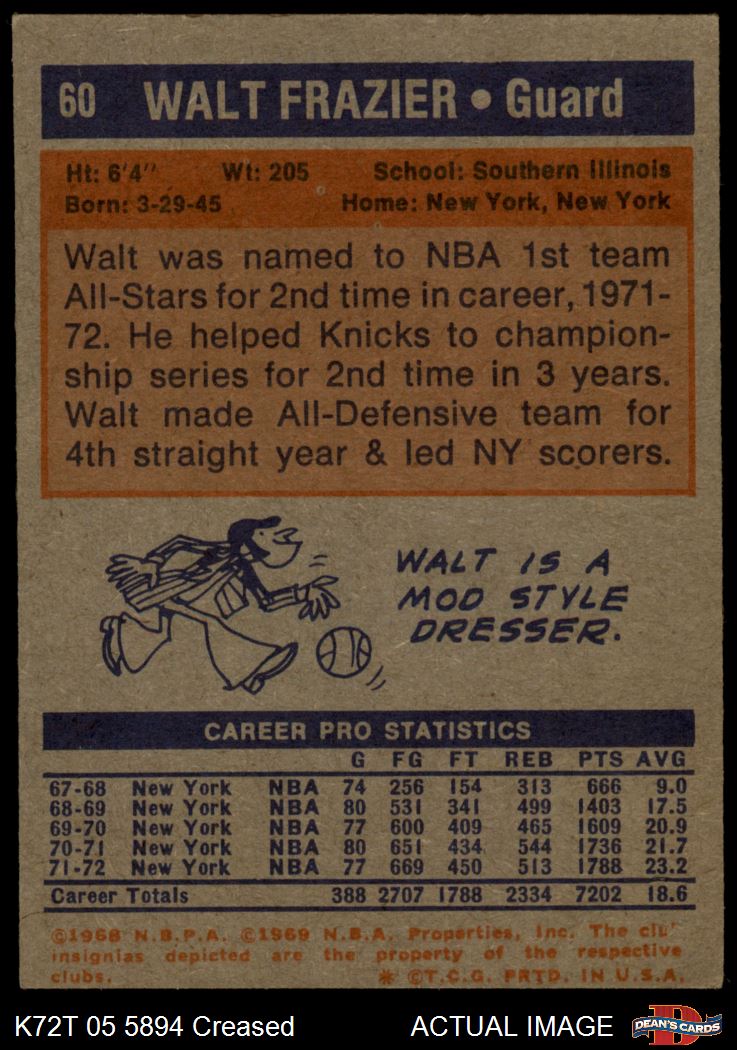 60 WALT FRAZIER • Guard
Ht: 6'4" Wt: 205 School: Southern Illinois
Born: 3-29-45 Home: New York, New York
Walt was named to NBA 1st team
All-Stars for 2nd time in career, 1971-
72. He helped Knicks to champion-
ship series for 2nd time in 3 years.
Walt made All-Defensive team for
4th straight year & led NY scorers.
WALT IS A
MOD STYLE
DRESSER.
CAREER PRO STATISTICS
G FG FT REB PTS AVG
67-68 New York NBA 74 256 154 313 666 9.0
68-69 New York NBA 80 531 341 499 1403 17.5
69-70 New York NBA 77 600 409 465 1609 20.9
70-71 New York NBA 80 651 434 544 1736 21.7
71-72 New York NBA 77 669 450 513 1788 23.2
Career Totals 388 2707 1788 2334 7202 18.6
©1968 N.B.P.A. ©1969 N.B.A. Properties, Inc. The clu
insignias depicted are the property of the respective
clubs. * ©T.C.G. PRTD. IN U.S.A.
K72T 05 5894 Creased ACTUAL IMAGE DEAN'S CARDS